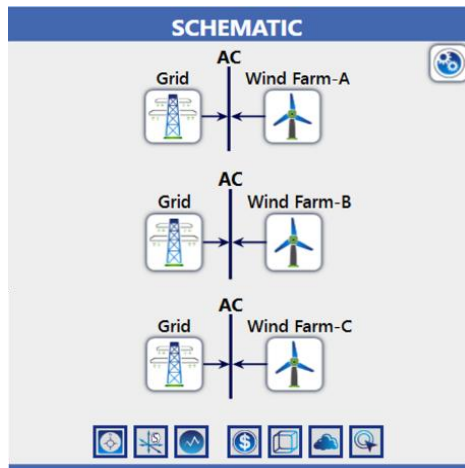 SCHEMATIC
AC
Grid Wind Farm-A
AC
Grid Wind Farm-B
AC
Grid Wind Farm-C